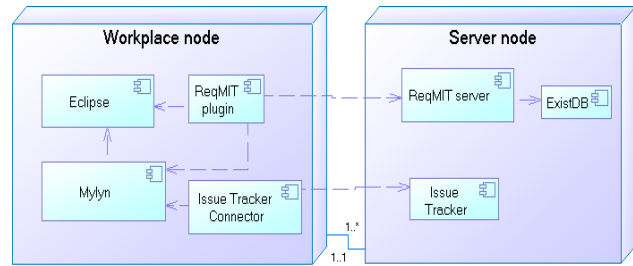 Workplace node
Server node
Eclipse
ReqMIT
plugin
ReqMIT server
ExistDB
Mylyn
Issue Tracker
Connector
Issue
Tracker
1..*
1..1